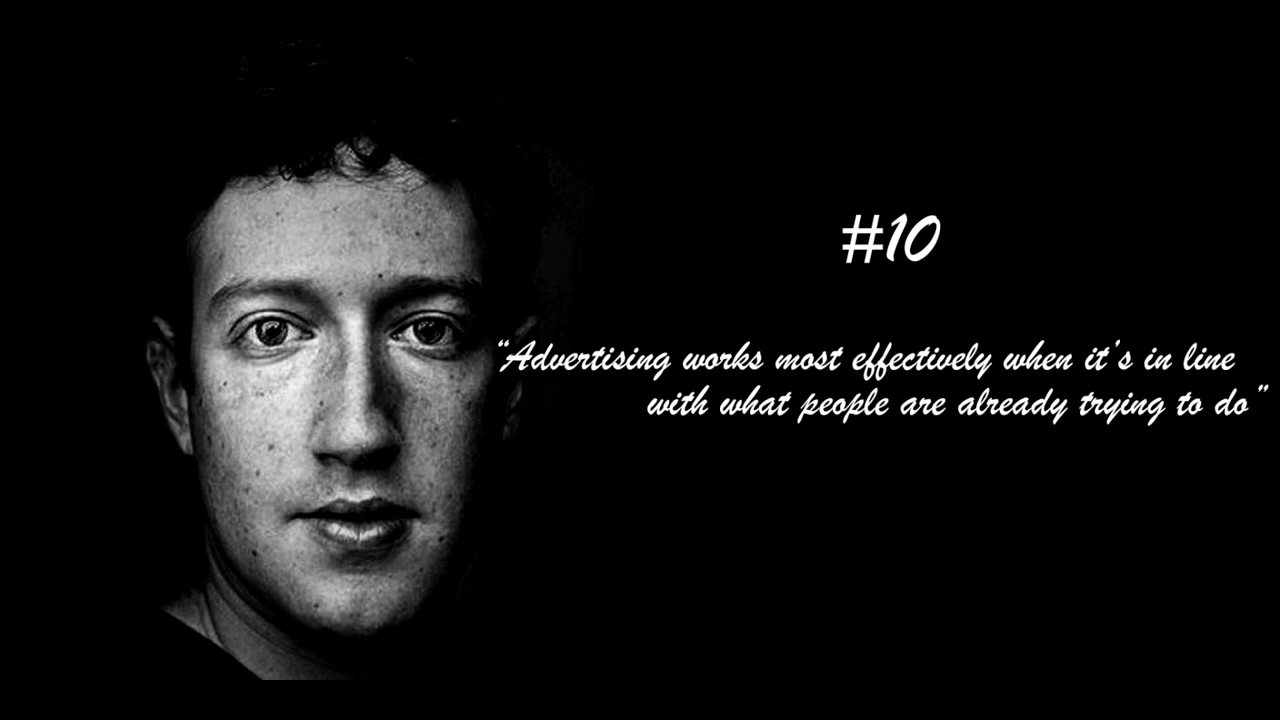 #10
“Advertising works most effectively when it's in line
with what people are already trying to do”